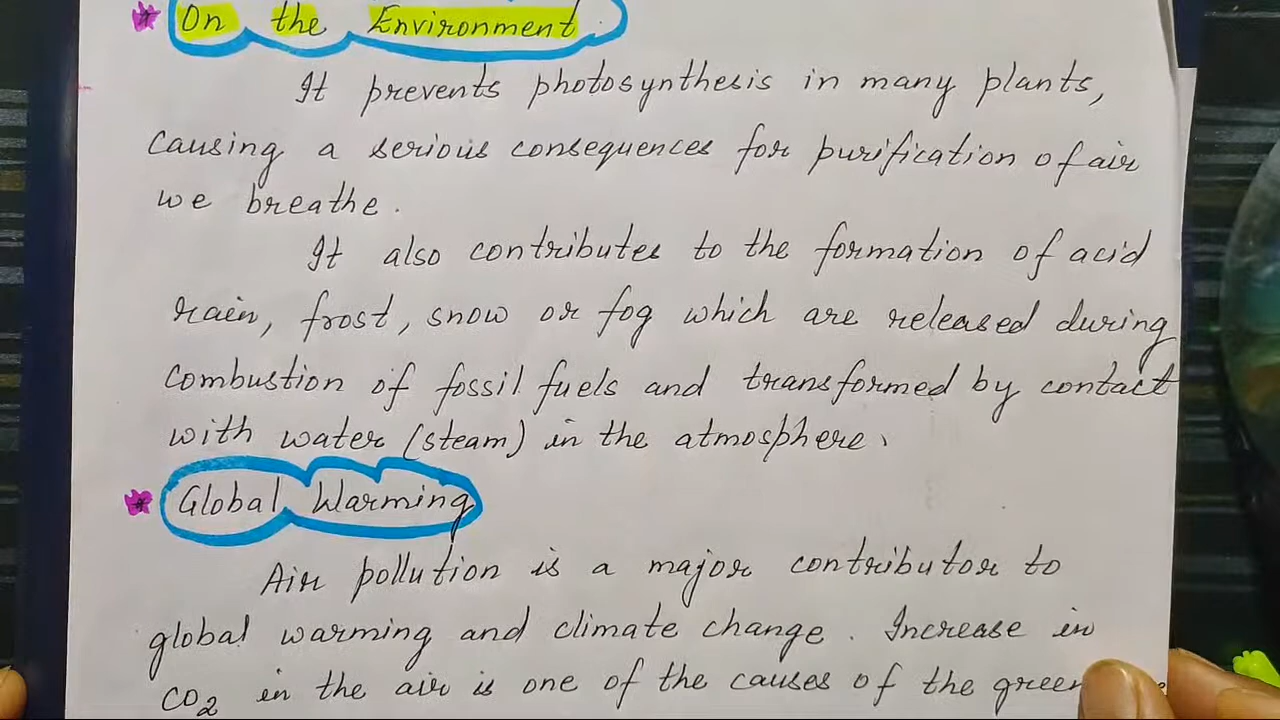 * On the Environment.
It prevents photosynthesis in many plants,
causing a serious consequences for purification of air
we breathe.
It also contributes to the formation of acid
rain, frost, snow or fog which are released during
combustion of fossil fuels and transformed by contact
with water (steam) in the atmosphere.
* Global Warming
Air pollution is a major contributor to
global warming and climate change. Increase in
CO2 in the air is one of the causes of the green